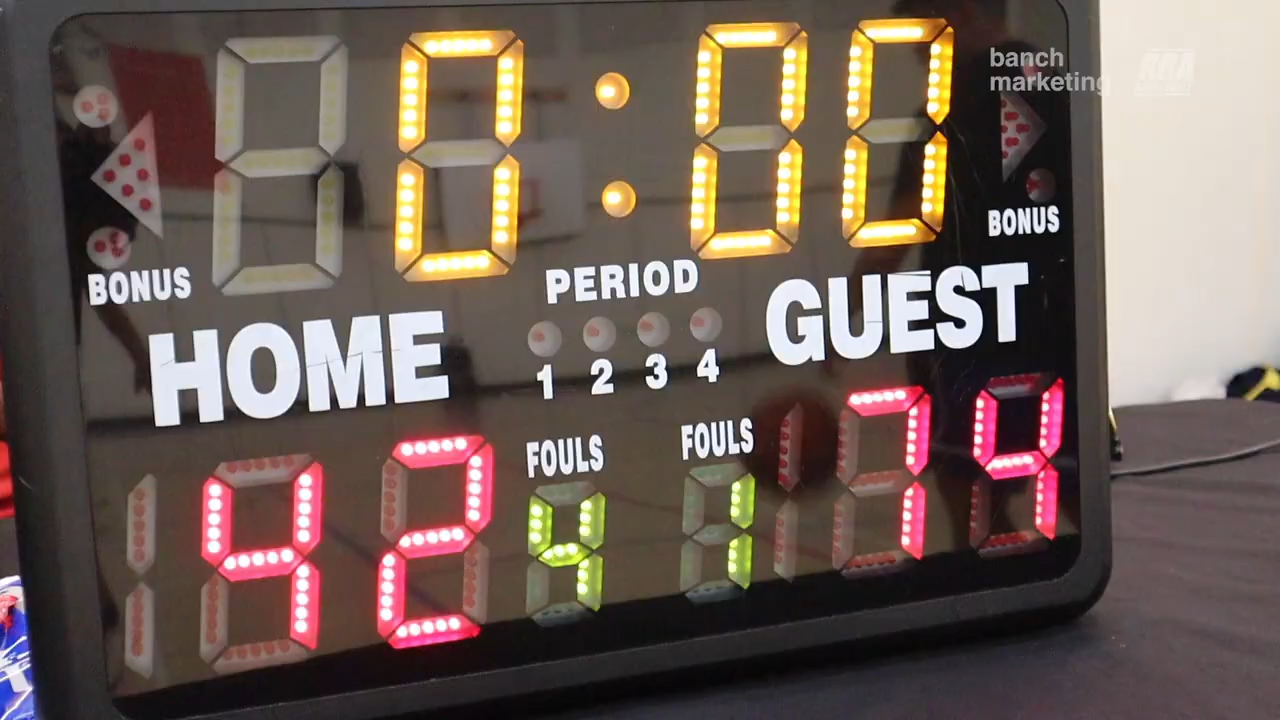 banch
marketing
0:00
BONUS
BONUS
PERIOD
HOME
GUEST
1 2 3 4
FOULS
FOULS
42
4
1
74